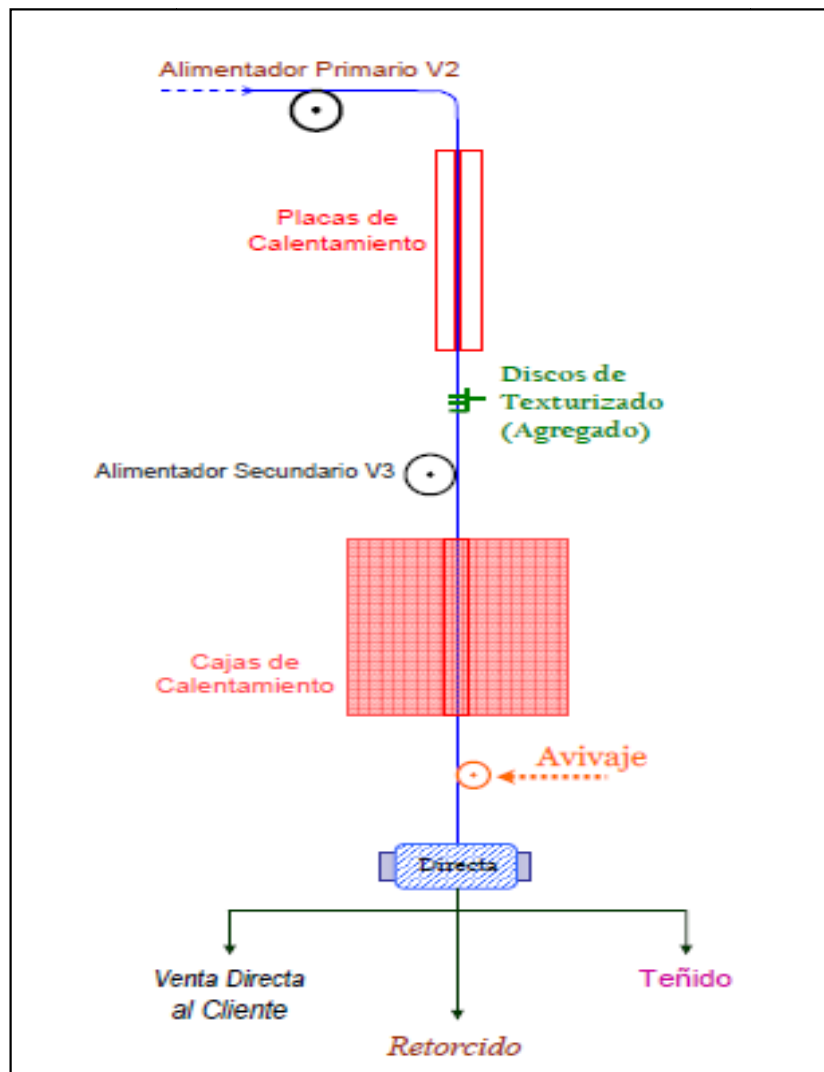 Alimentador Primario V2
Placas de
Calentamiento
Discos de
Texturizado
(Agregado)
Alimentador Secundario V3
Cajas de
Calentamiento
Avivaje
Directa
Venta Directa
al Cliente
Teñido
Retorcido